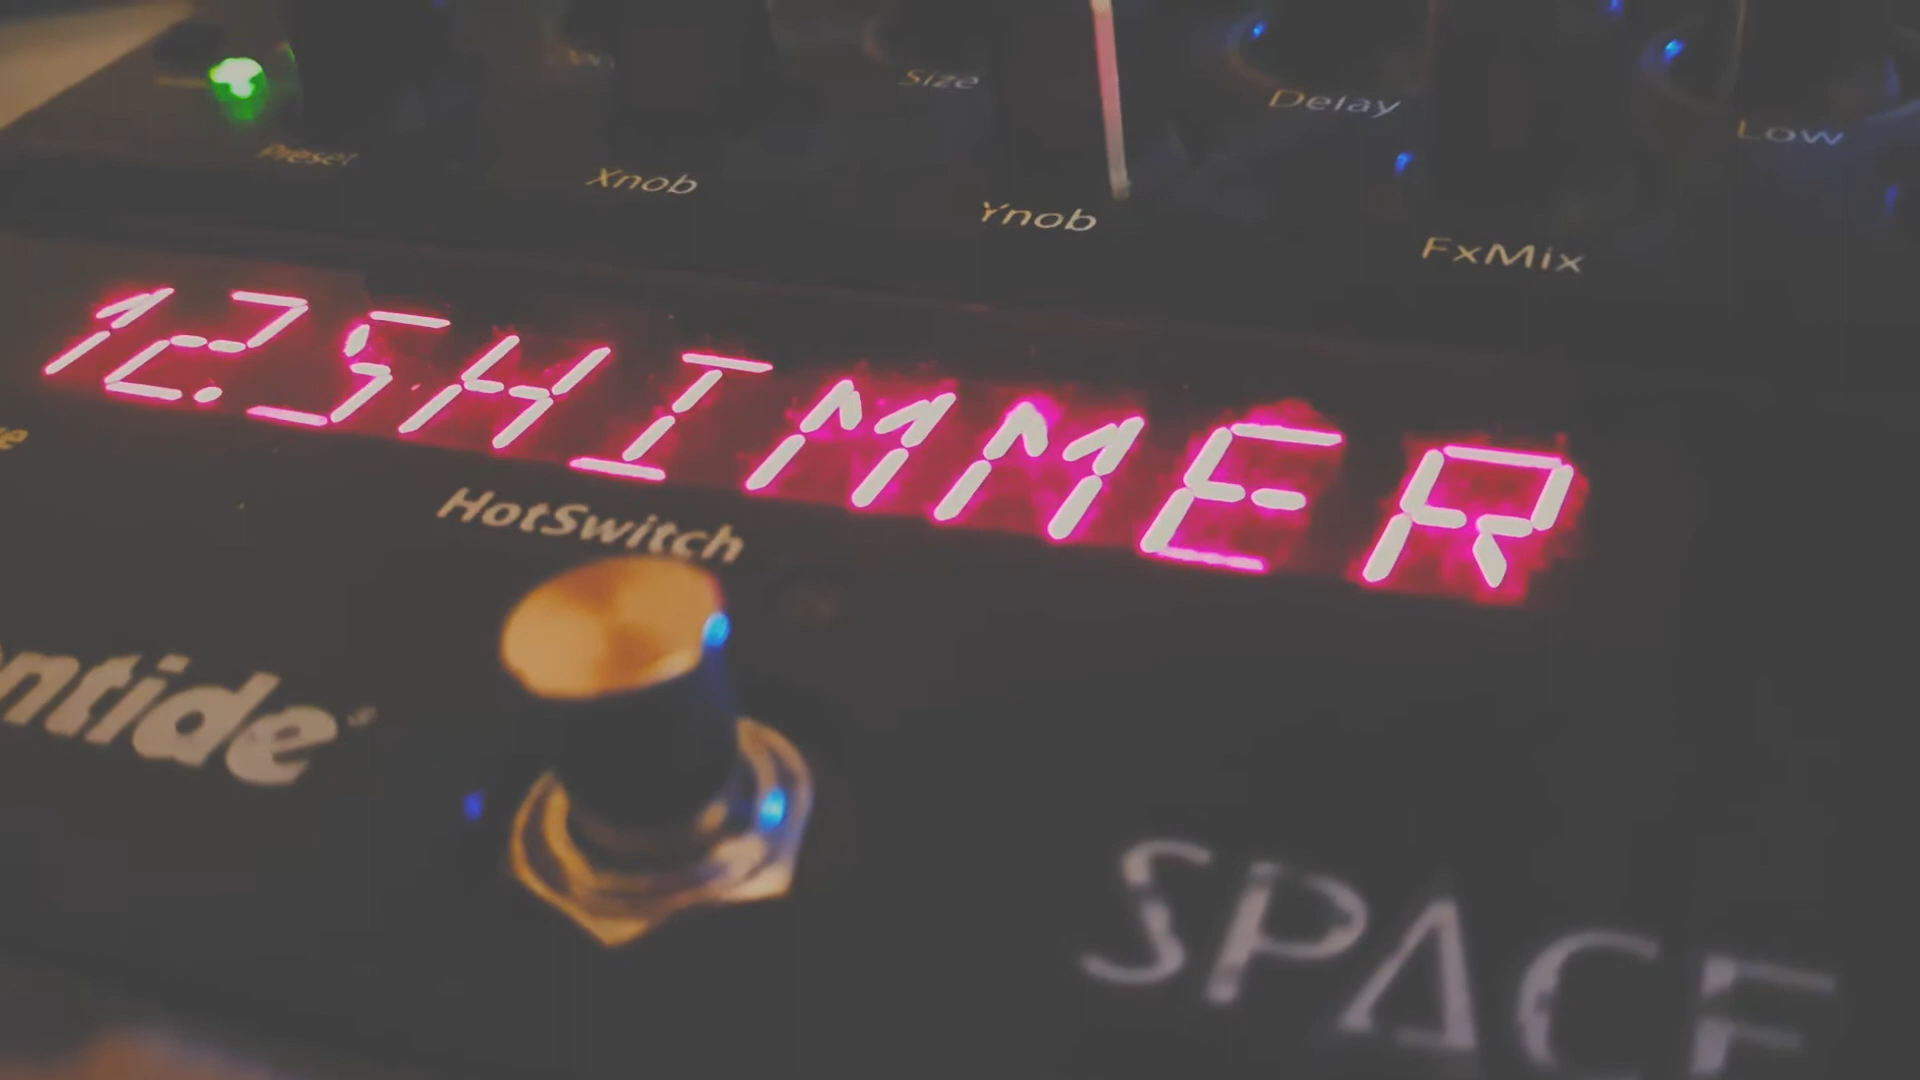 Size
Delay
Low
Preset
Xnob
Ynob
FxMix
12.SHIMMER
HotSwitch
ntide®
SPACE